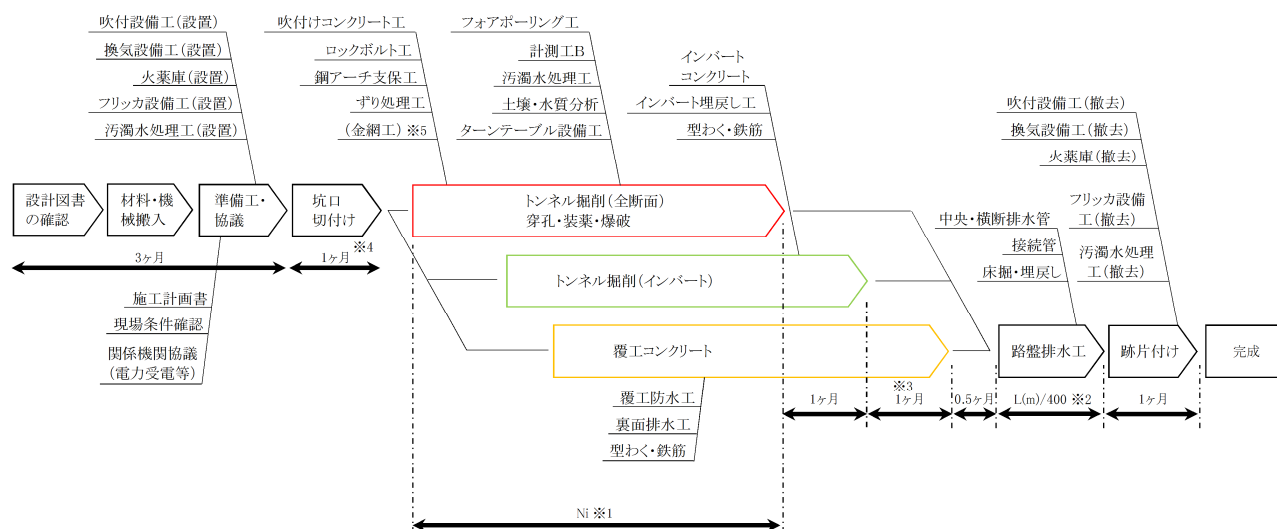 吹付設備工(設置)
換気設備工(設置)
火薬庫(設置)
フリッカ設備工(設置)
汚濁水処理工(設置)
吹付けコンクリート工
ロックボルト工
鋼アーチ支保工
ずり処理工
(金網工) ※5
フォアポーリング工
計測工B
汚濁水処理工
土壌・水質分析
ターンテーブル設備工
インバート
コンクリート
インバート埋戻し工
型わく・鉄筋
吹付設備工(撤去)
換気設備工(撤去)
火薬庫(撤去)
フリッカ設備
工(撤去)
汚濁水処理
工(撤去)
中央・横断排水管
接続管
床掘・埋戻し
設計図書
の確認
材料・機
械搬入
準備工・
協議
坑口
切付け
トンネル掘削(全断面)
穿孔・装薬・爆破
トンネル掘削(インバート)
覆工コンクリート
路盤排水工
跡片付け
完成
3ヶ月
1ヶ月
※4
施工計画書
現場条件確認
関係機関協議
(電力受電等)
覆工防水工
裏面排水工
型わく・鉄筋
1ヶ月
※3
1ヶ月
0.5ヶ月
L(m)/400 ※2
1ヶ月
Ni ※1